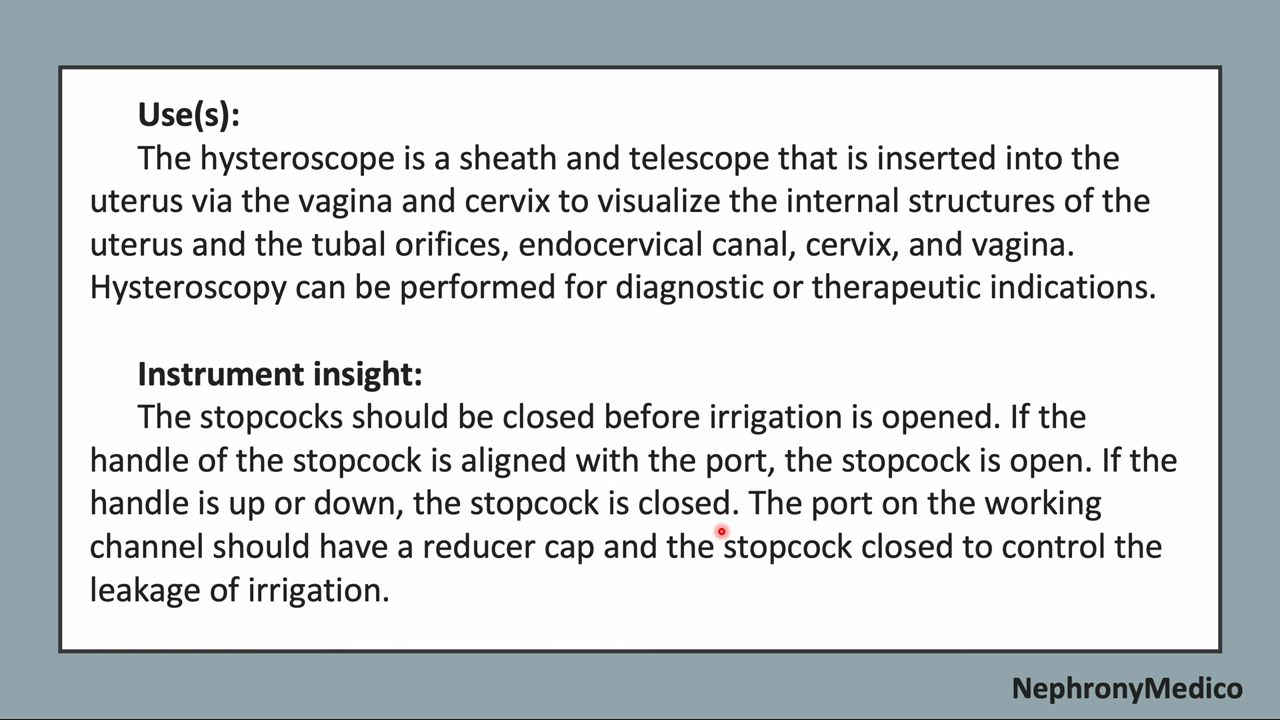 Use(s):
The hysteroscope is a sheath and telescope that is inserted into the
uterus via the vagina and cervix to visualize the internal structures of the
uterus and the tubal orifices, endocervical canal, cervix, and vagina.
Hysteroscopy can be performed for diagnostic or therapeutic indications.
Instrument insight:
The stopcocks should be closed before irrigation is opened. If the
handle of the stopcock is aligned with the port, the stopcock is open. If the
handle is up or down, the stopcock is closed. The port on the working
channel should have a reducer cap and the stopcock closed to control the
leakage of irrigation.
NephronyMedico